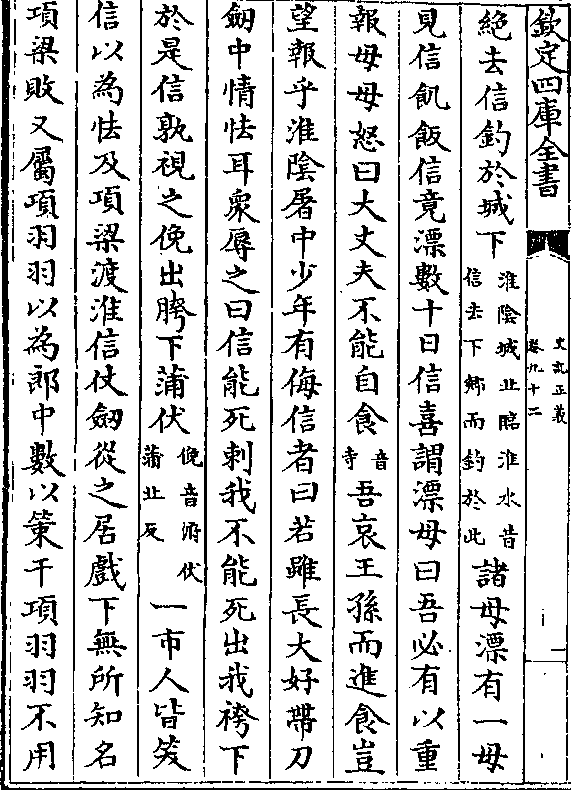 欽定四庫全書
史記正義
卷九十二
絶去信釣於城下淮隂城北臨淮水昔信去下鄉而釣於此諸母漂有一母
見信飢飯信竟漂數十日信喜謂漂母曰吾必有以重
報母母怒曰大丈夫不能自食音寺吾哀王孫而進食豈
望報乎淮隂屠中少年有侮信者曰若雖長大好帶刀
劒中情怯耳衆辱之曰信能死刺我不能死出我袴下
於是信孰視之俛出胯下蒲伏俛音俯伏蒲北反一市人皆笑
信以為怯及項梁渡淮信仗劒從之居戲下無所知名
項梁敗又屬項羽羽以為郎中數以策干項羽羽不用